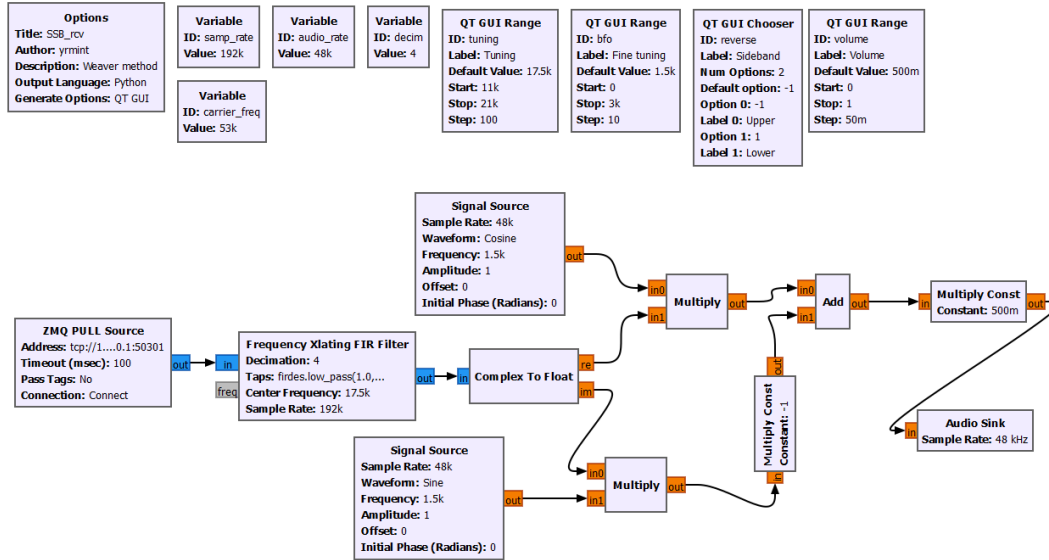 Options
Title: SSB_rcv
Author: yrmint
Description: Weaver method
Output Language: Python
Generate Options: QT GUI
Variable
ID: samp_rate
Value: 192k
Variable
ID: audio_rate
Value: 48k
Variable
ID: decim
Value: 4
Variable
ID: carrier_freq
Value: 53k
QT GUI Range
ID: tuning
Label: Tuning
Default Value: 17.5k
Start: 11k
Stop: 21k
Step: 100
QT GUI Range
ID: bfo
Label: Fine tuning
Default Value: 1.5k
Start: 0
Stop: 3k
Step: 10
QT GUI Chooser
ID: reverse
Label: Sideband
Num Options: 2
Default option: -1
Option 0: -1
Label 0: Upper
Option 1: 1
Label 1: Lower
QT GUI Range
ID: volume
Label: Volume
Default Value: 500m
Start: 0
Stop: 1
Step: 50m
Signal Source
Sample Rate: 48k
Waveform: Cosine
Frequency: 1.5k
Amplitude: 1
Offset: 0
Initial Phase (Radians): 0
out
in0
in1
Multiply
out
in0
in1
Add
out
in
Multiply Const
Constant: 500m
out
ZMQ PULL Source
Address: tcp://1....0.1:50301
Timeout (msec): 100
Pass Tags: No
Connection: Connect
out
in
freq
Frequency Xlating FIR Filter
Decimation: 4
Taps: firdes.low_pass(1.0,...
Center Frequency: 17.5k
Sample Rate: 192k
out
in
Complex To Float
re
im
out
Multiply Const
Constant: -1
in
in
Audio Sink
Sample Rate: 48 kHz
Signal Source
Sample Rate: 48k
Waveform: Sine
Frequency: 1.5k
Amplitude: 1
Offset: 0
Initial Phase (Radians): 0
out
in0
in1
Multiply
out